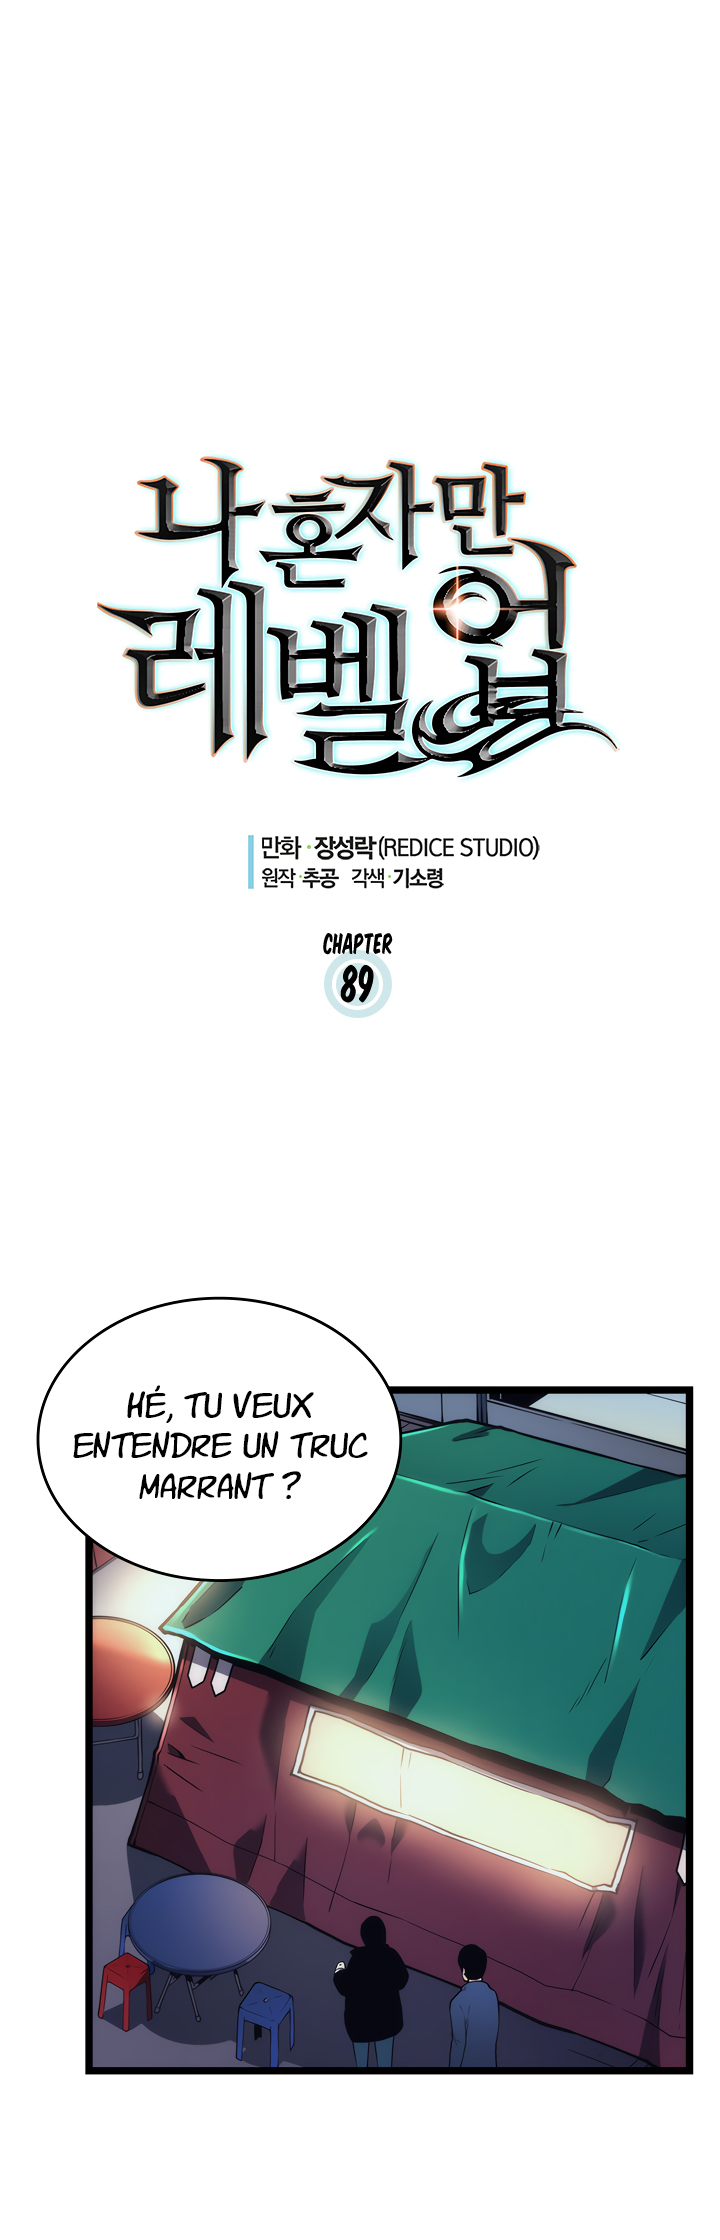 나 혼자만
레벨업
만화·장성락(REDICE STUDIO)
원작·추공 각색·기소령
CHAPTER
89
HÉ, TU VEUX
ENTENDRE UN TRUC
MARRANT ?